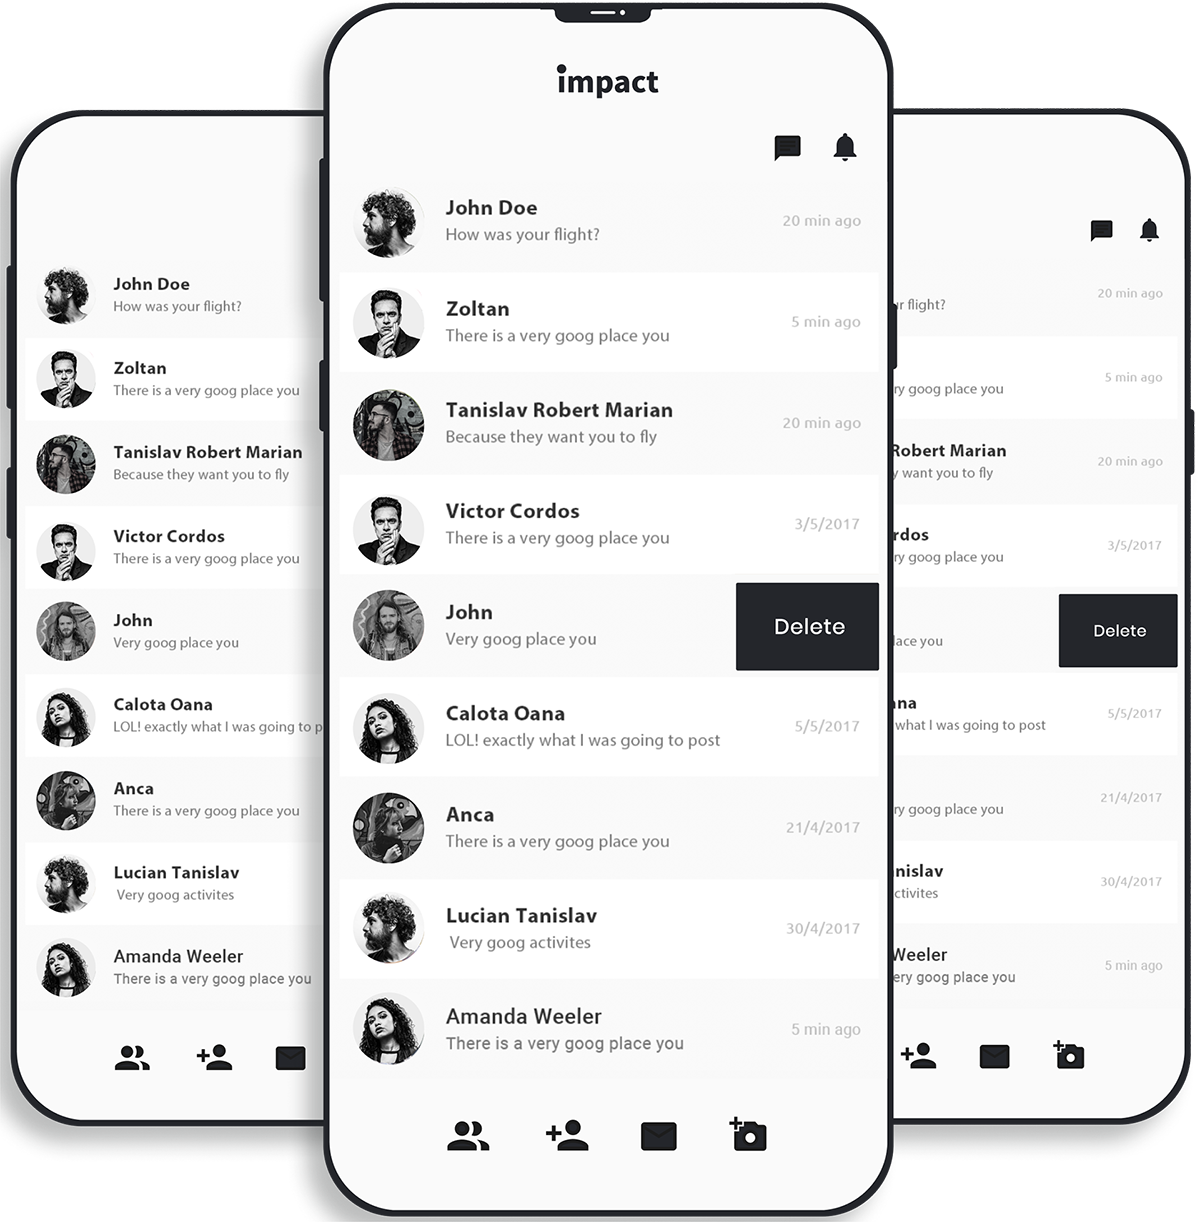 impact
John Doe
How was your flight?
20 min ago
Zoltan
There is a very goog place you
5 min ago
Tanislav Robert Marian
Because they want you to fly
20 min ago
Victor Cordos
There is a very goog place you
3/5/2017
John
Very goog place you
Delete
Calota Oana
LOL! exactly what I was going to post
5/5/2017
Anca
There is a very goog place you
21/4/2017
Lucian Tanislav
Very goog activites
30/4/2017
Amanda Weeler
There is a very goog place you
5 min ago
John Doe
How was your flight?
Zoltan
There is a very goog place you
Tanislav Robert Marian
Because they want you to fly
Victor Cordos
There is a very goog place you
John
Very goog place you
Calota Oana
LOL! exactly what I was going to p
Anca
There is a very goog place you
Lucian Tanislav
Very goog activites
Amanda Weeler
There is a very goog place you
flight?
20 min ago
goog place you
5 min ago
Robert Marian
want you to fly
20 min ago
rdos
goog place you
3/5/2017
lace you
Delete
na
what I was going to post
5/5/2017
goog place you
21/4/2017
nislav
ctivites
30/4/2017
Weeler
ery goog place you
5 min ago